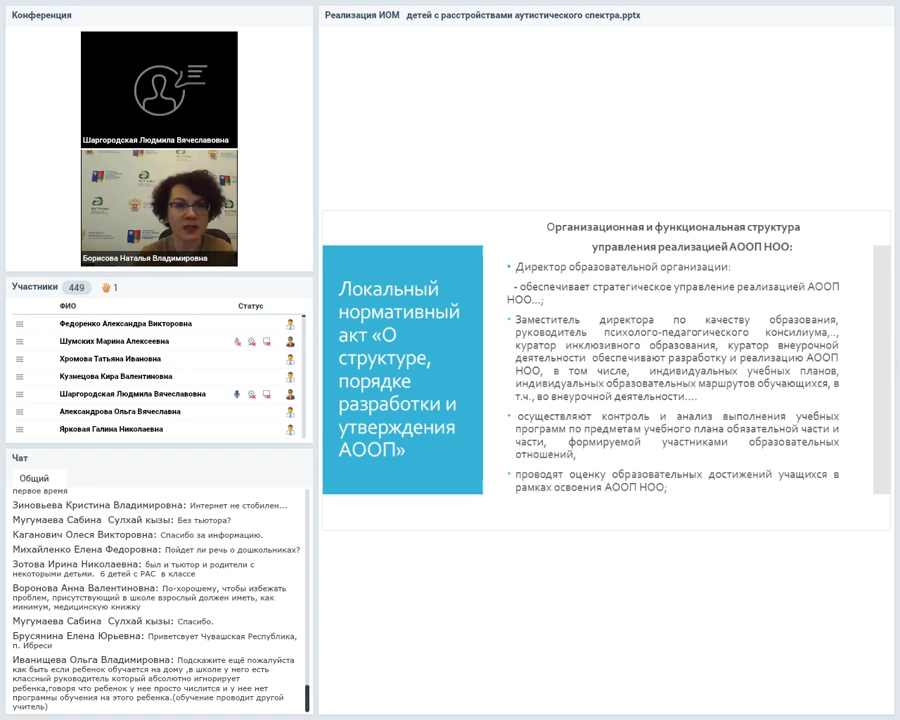 Конференция
Шаргородская Людмила Вячеславовна
Борисова Наталья Владимировна
Участники 449 1
ФИО Статус
Федоренко Александра Викторовна
Шумских Марина Алексеевна
Хромова Татьяна Ивановна
Кузнецова Кира Валентиновна
Шаргородская Людмила Вячеславовна
Александрова Ольга Вячеславна
Ярковая Галина Николаевна
Чат
Общий
первое время
Зиновьева Кристина Владимировна: Интернет не стобилен...
Мугумаева Сабина Сулхай кызы: Без тьютора?
Каганович Олеся Викторовна: Спасибо за информацию.
Михайленко Елена Федоровна: Пойдет ли речь о дошкольниках?
Зотова Ирина Николаевна: был и тьютор и родители с
некоторыми детьми. 6 детей с РАС в классе
Воронова Анна Валентиновна: По-хорошему, чтобы избежать
проблем, присутствующий в школе взрослый должен иметь, как
минимум, медицинскую книжку
Мугумаева Сабина Сулхай кызы: Спасибо.
Брусянина Елена Юрьевна: Приветсвует Чувашская Республика,
п. Ибреси
Иванищева Ольга Владимировна: Подскажите ещё пожалуйста
как быть если ребенок обучается на дому ,в школе у него есть
классный руководитель который абсолютно игнорирует
ребенка,говоря что ребенок у нее просто числится и у нее нет
программы обучения на этого ребенка.(обучение проводит другой
учитель)
Реализация ИОМ детей с расстройствами аутистического спектра.pptx
Локальный
нормативный
акт «О
структуре,
порядке
разработки и
утверждения
АООП»
Организационная и функциональная структура
управления реализацией АООП НОО:
• Директор образовательной организации:
- обеспечивает стратегическое управление реализацией АООП
НОО...;
• Заместитель директора по качеству образования,
руководитель психолого-педагогического консилиума,..,
куратор инклюзивного образования, куратор внеурочной
деятельности обеспечивают разработку и реализацию АООП
НОО, в том числе, индивидуальных учебных планов,
индивидуальных образовательных маршрутов обучающихся, в
т.ч., во внеурочной деятельности....
• осуществляют контроль и анализ выполнения учебных
программ по предметам учебного плана обязательной части и
части, формируемой участниками образовательных
отношений,
• проводят оценку образовательных достижений учащихся в
рамках освоения АООП НОО;